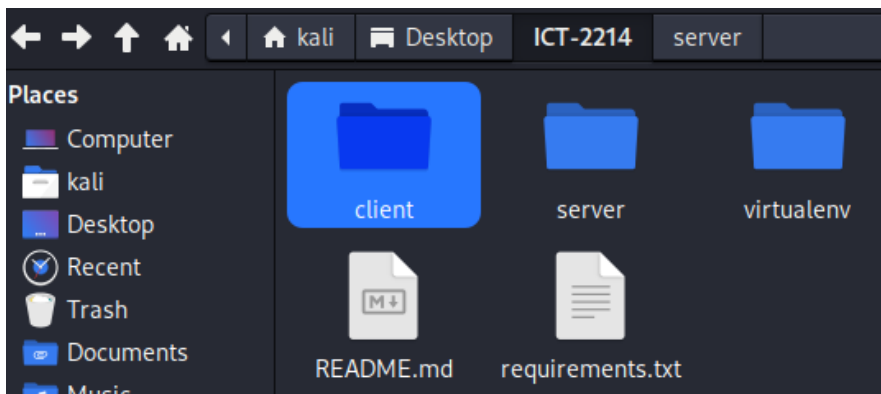 kali Desktop ICT-2214 server
Places
Computer
kali
Desktop
Recent
Trash
Documents
Music
client server virtualenv
M↓
README.md requirements.txt